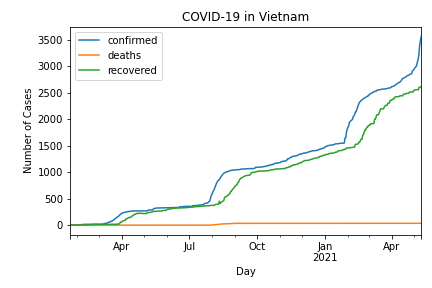 COVID-19 in Vietnam
confirmed
deaths
recovered
Number of Cases
3500
3000
2500
2000
1500
1000
500
0
Apr
Jul
Oct
Jan
2021
Apr
Day